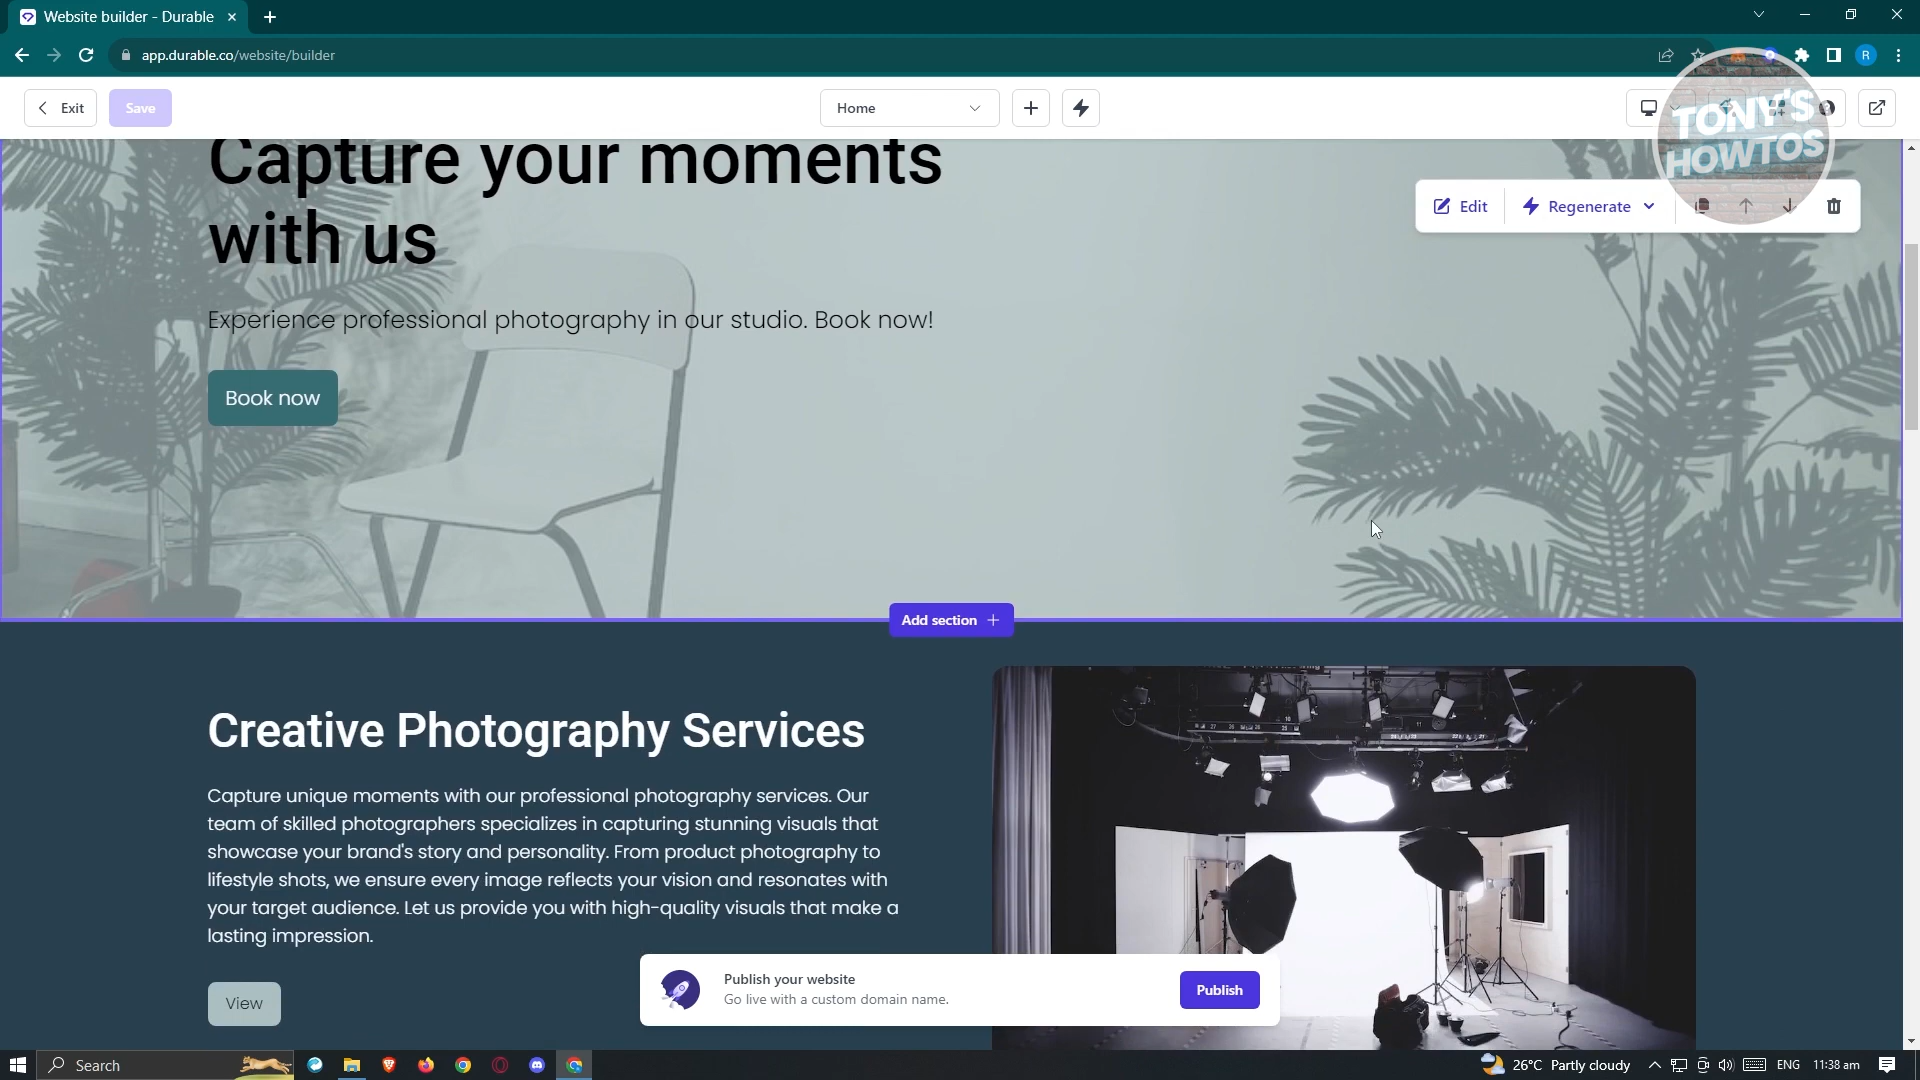 Website builder - Durable
app.durable.co/website/builder
R
Exit
Save
Home
TONY'S
HOWTOS
Capture your moments
with us
Edit
Regenerate
Experience professional photography in our studio. Book now!
Book now
Add section
Creative Photography Services
Capture unique moments with our professional photography services. Our
team of skilled photographers specializes in capturing stunning visuals that
showcase your brand's story and personality. From product photography to
lifestyle shots, we ensure every image reflects your vision and resonates with
your target audience. Let us provide you with high-quality visuals that make a
lasting impression.
View
Publish your website
Go live with a custom domain name.
Publish
Search
26°C Partly cloudy
ENG
11:38 am